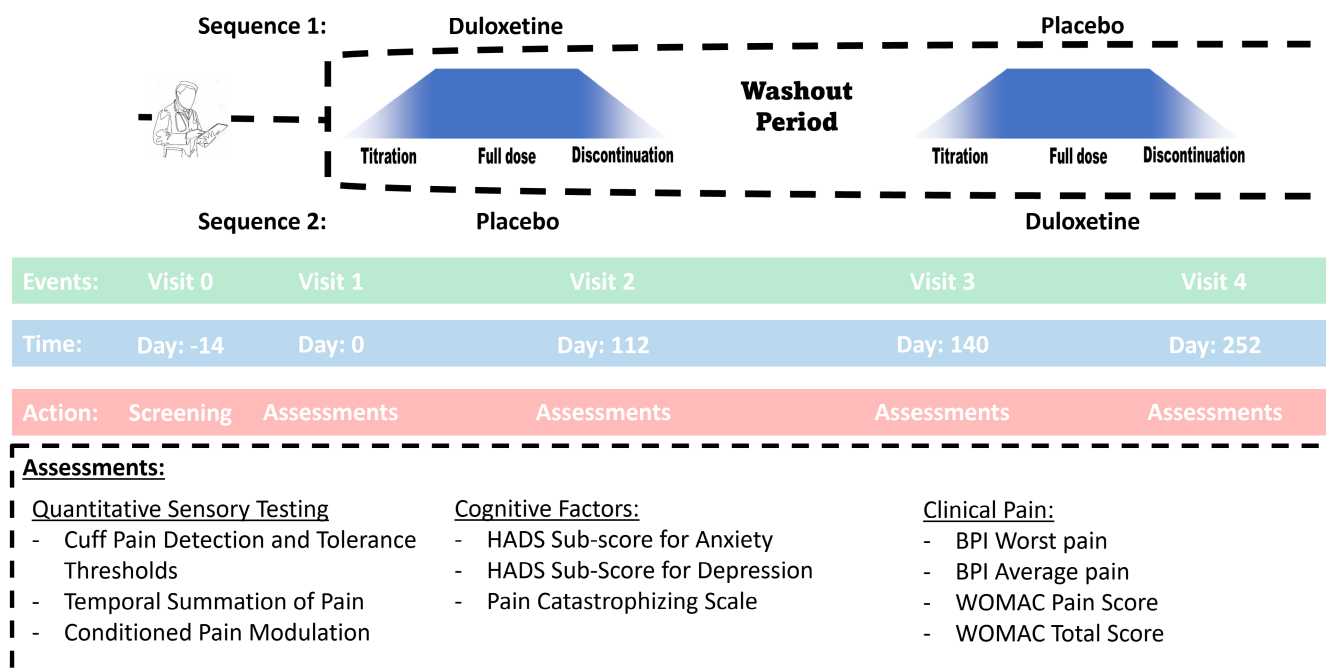 Sequence 1: Duloxetine Placebo
Washout
Period
Titration Full dose Discontinuation Titration Full dose Discontinuation
Sequence 2: Placebo Duloxetine
Events: Visit 0 Visit 1 Visit 2 Visit 3 Visit 4
Time: Day: -14 Day: 0 Day: 112 Day: 140 Day: 252
Action: Screening Assessments Assessments Assessments Assessments
Assessments:
Quantitative Sensory Testing
- Cuff Pain Detection and Tolerance
Thresholds
- Temporal Summation of Pain
- Conditioned Pain Modulation
Cognitive Factors:
- HADS Sub-score for Anxiety
- HADS Sub-Score for Depression
- Pain Catastrophizing Scale
Clinical Pain:
- BPI Worst pain
- BPI Average pain
- WOMAC Pain Score
- WOMAC Total Score